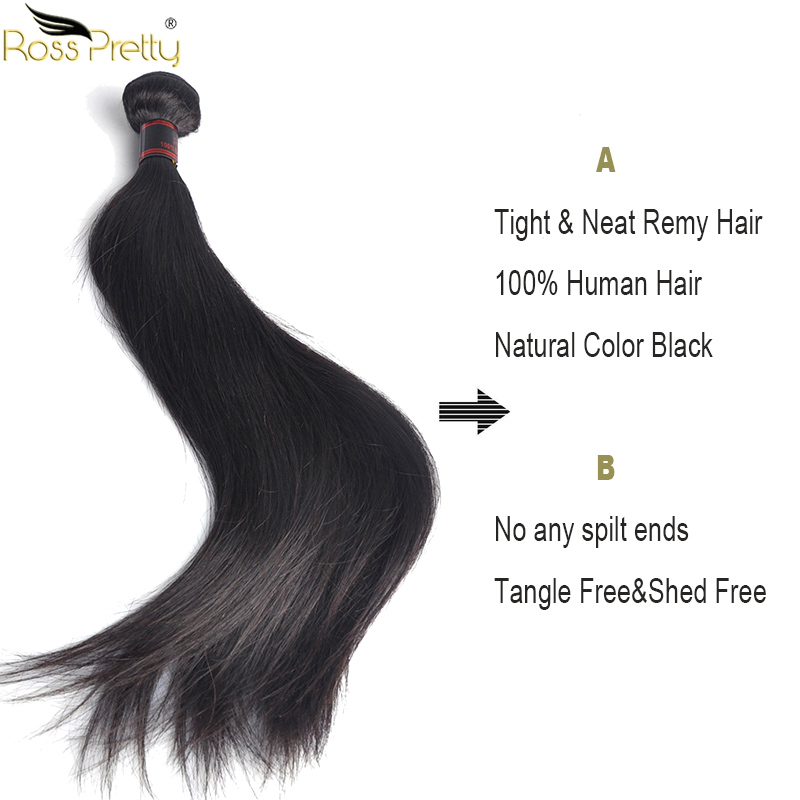 Ross Pretty®
100%
A
Tight & Neat Remy Hair
100% Human Hair
Natural Color Black
B
No any spilt ends
Tangle Free&Shed Free